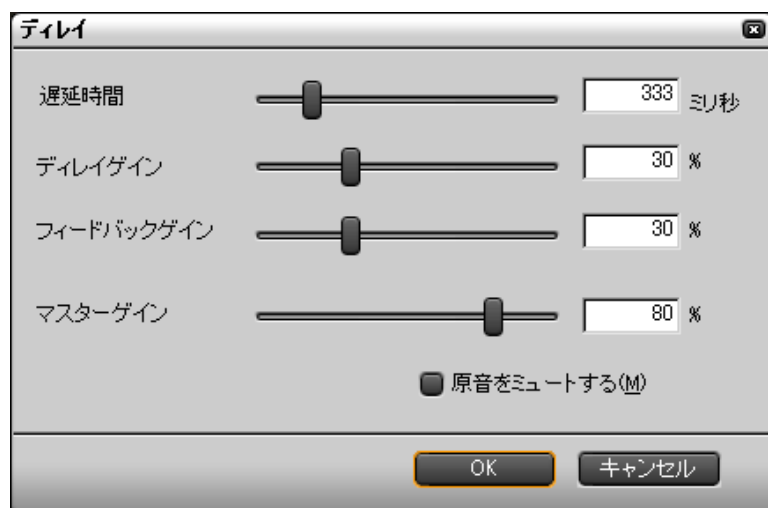 ディレイ
遅延時間 333 ミリ秒
ディレイゲイン 30 %
フィードバックゲイン 30 %
マスターゲイン 80 %
原音をミュートする(M)
OK キャンセル